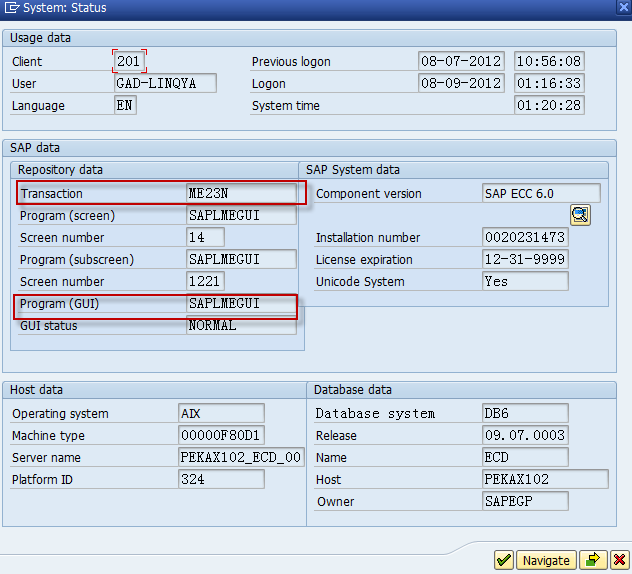 System: Status
Usage data
Client 201 Previous logon 08-07-2012 10:56:08
User GAD-LINQYA Logon 08-09-2012 01:16:33
Language EN System time 01:20:28
SAP data
Repository data SAP System data
Transaction ME23N Component version SAP ECC 6.0
Program (screen) SAPLMEGUI
Screen number 14 Installation number 0020231473
Program (subscreen) SAPLMEGUI License expiration 12-31-9999
Screen number 1221 Unicode System Yes
Program (GUI) SAPLMEGUI
GUI status NORMAL
Host data Database data
Operating system AIX Database system DB6
Machine type 00000F80D1 Release 09.07.0003
Server name PEKAX102_ECD_00 Name ECD
Platform ID 324 Host PEKAX102
Owner SAPEGP
Navigate